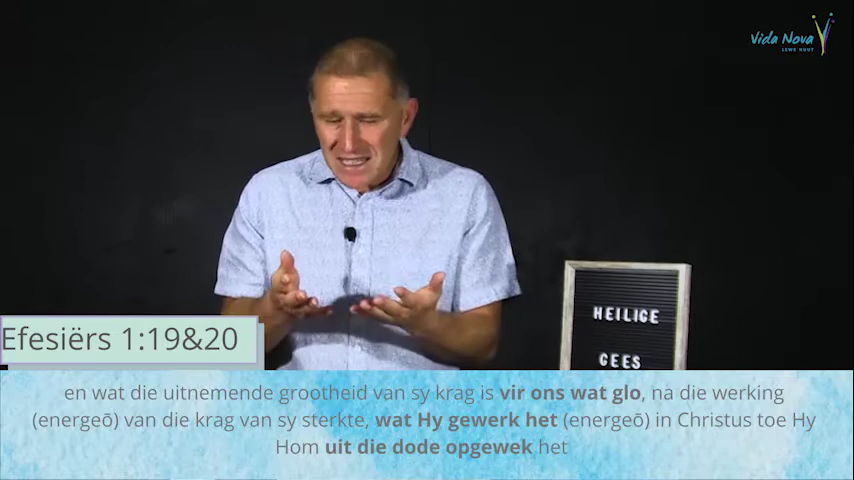 Vida Nova
LEWE NUUT
HEILIGE
GEES
Efesiërs 1:19&20
en wat die uitnemende grootheid van sy krag is vir ons wat glo, na die werking
(energeō) van die krag van sy sterkte, wat Hy gewerk het (energeō) in Christus toe Hy
Hom uit die dode opgewek het